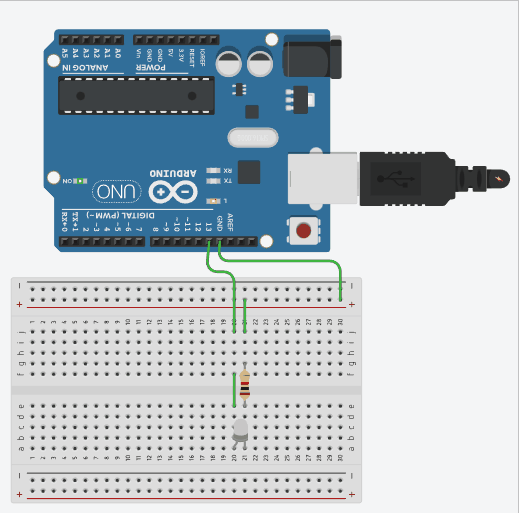 A5 A4 A3 A2 A1 A0 Vin GND GND 5V 3.3V RESET IOREF
ANALOG IN POWER
RX
ON TX
UNO ARDUINO
L
DIGITAL (PWM~)
RX←0 TX→1 2 ~3 4 ~5 ~6 7 8 ~9 ~10 ~11 12 13 GND AREF
− −
+ +
1 2 3 4 5 6 7 8 9 10 11 12 13 14 15 16 17 18 19 20 21 22 23 24 25 26 27 28 29 30
j j
i i
h h
g g
f f
e e
d d
c c
b b
a a
1 2 3 4 5 6 7 8 9 10 11 12 13 14 15 16 17 18 19 20 21 22 23 24 25 26 27 28 29 30
− −
+ +